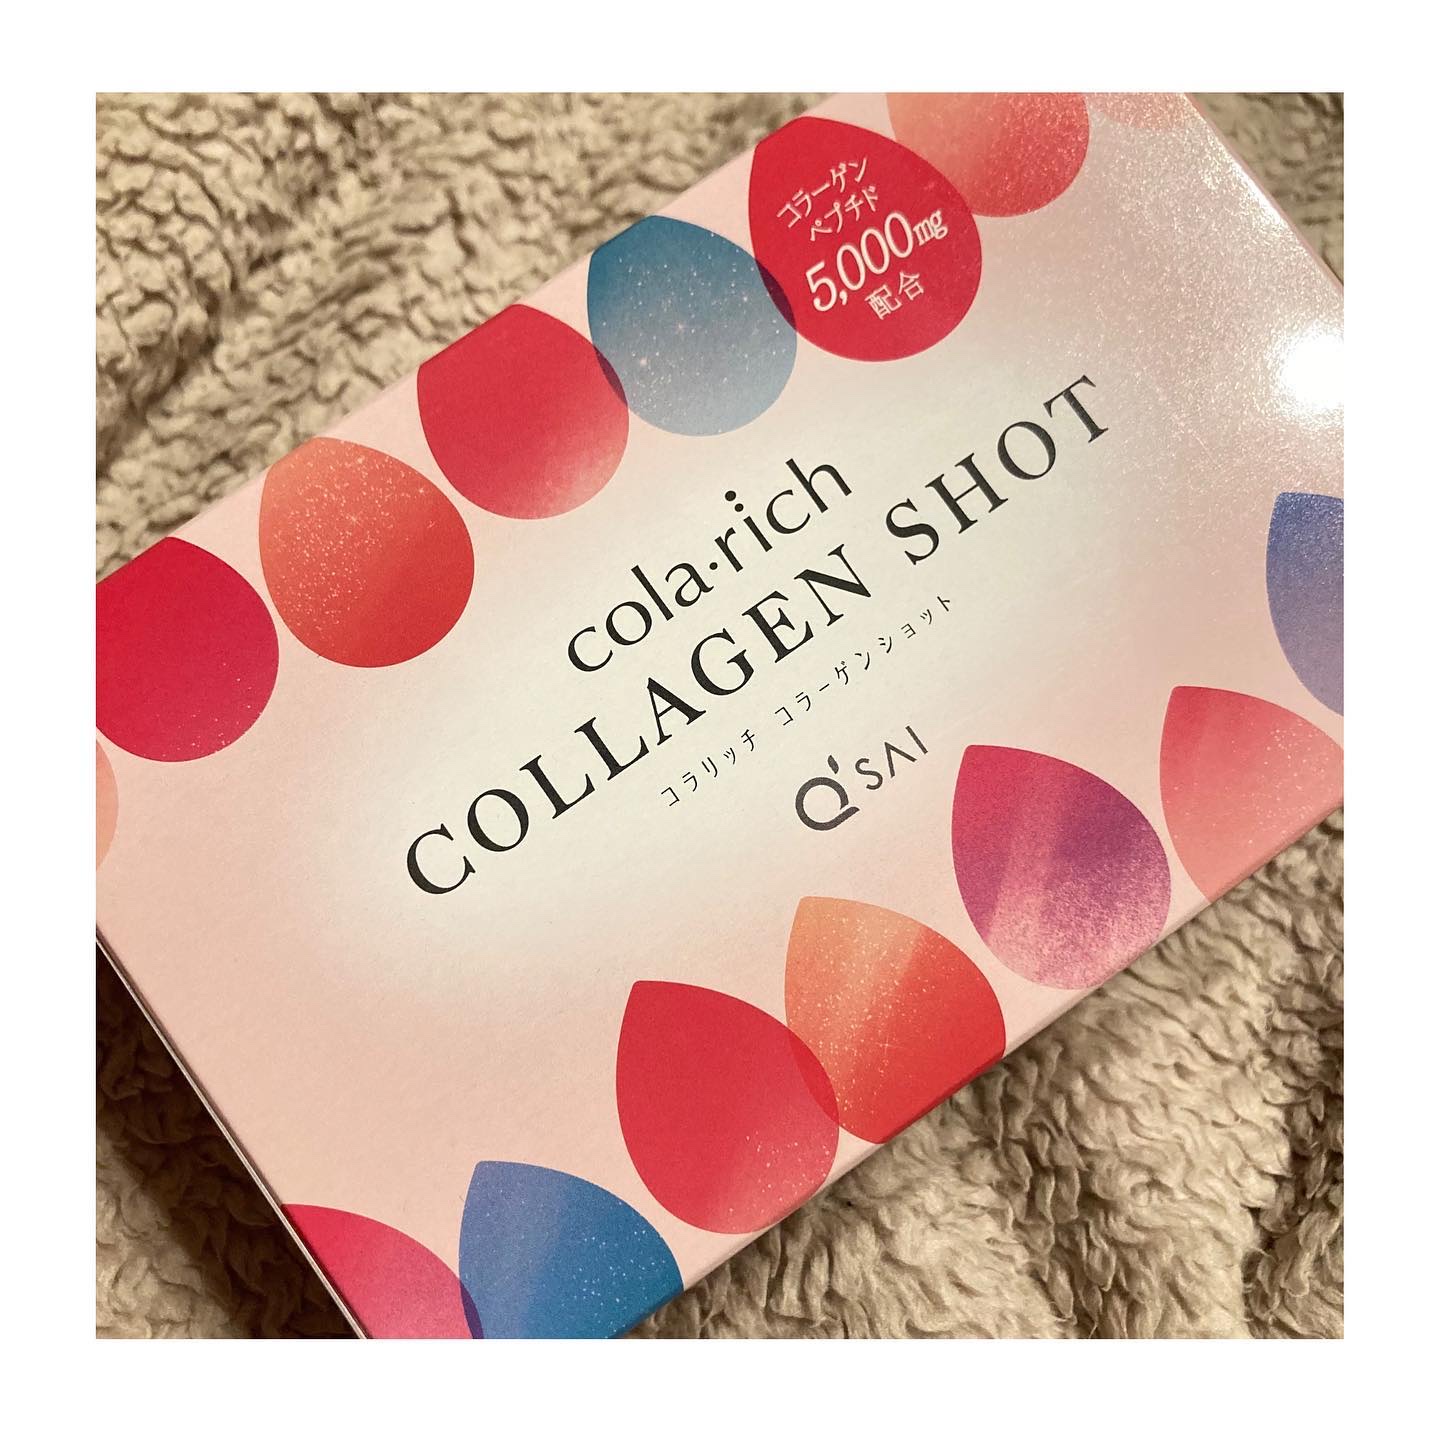 コラーゲン
ペプチド
5,000mg
配合
cola・rich
COLLAGEN SHOT
コラリッチ コラーゲンショット
Q'SAI